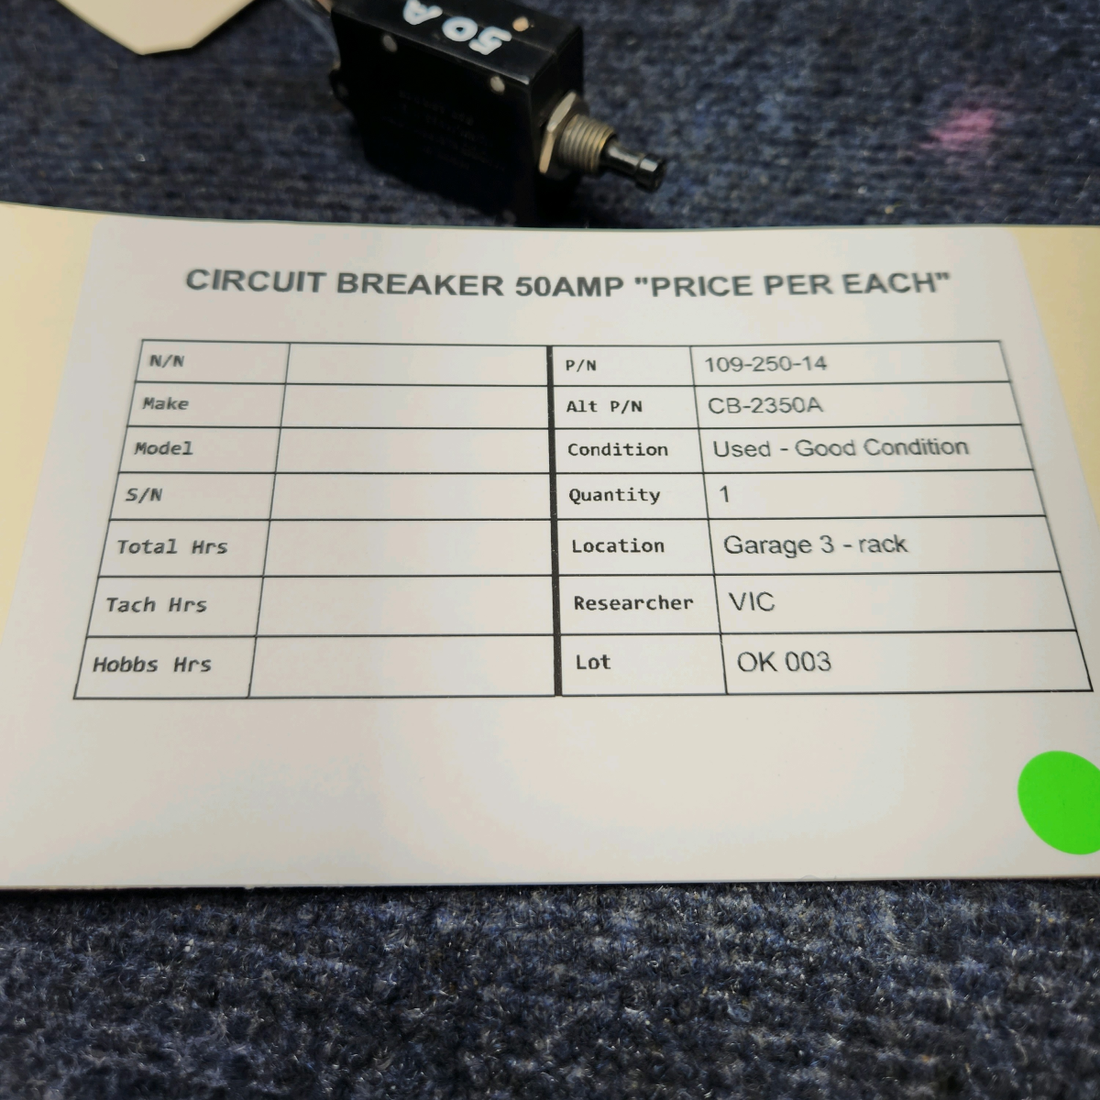 50A
CIRCUIT BREAKER 50AMP "PRICE PER EACH"
N/N P/N 109-250-14
Make Alt P/N CB-2350A
Model Condition Used - Good Condition
S/N Quantity 1
Total Hrs Location Garage 3 - rack
Tach Hrs Researcher VIC
Hobbs Hrs Lot OK 003